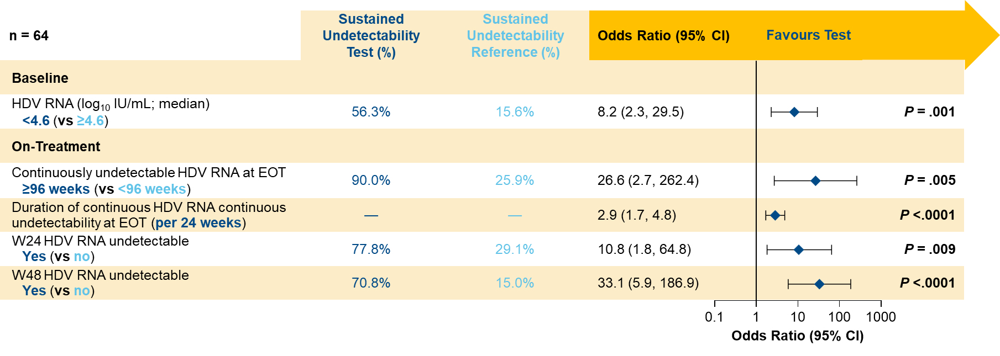 n = 64
Sustained
Undetectability
Test (%)
Sustained
Undetectability
Reference (%)
Odds Ratio (95% CI)
Favours Test
Baseline
HDV RNA (log10 IU/mL; median)
<4.6 (vs ≥4.6)
56.3%
15.6%
8.2 (2.3, 29.5)
P = .001
On-Treatment
Continuously undetectable HDV RNA at EOT
≥96 weeks (vs <96 weeks)
90.0%
25.9%
26.6 (2.7, 262.4)
P = .005
Duration of continuous HDV RNA continuous
undetectability at EOT (per 24 weeks)
—
—
2.9 (1.7, 4.8)
P <.0001
W24 HDV RNA undetectable
Yes (vs no)
77.8%
29.1%
10.8 (1.8, 64.8)
P = .009
W48 HDV RNA undetectable
Yes (vs no)
70.8%
15.0%
33.1 (5.9, 186.9)
P <.0001
0.1 1 10 100 1000
Odds Ratio (95% CI)